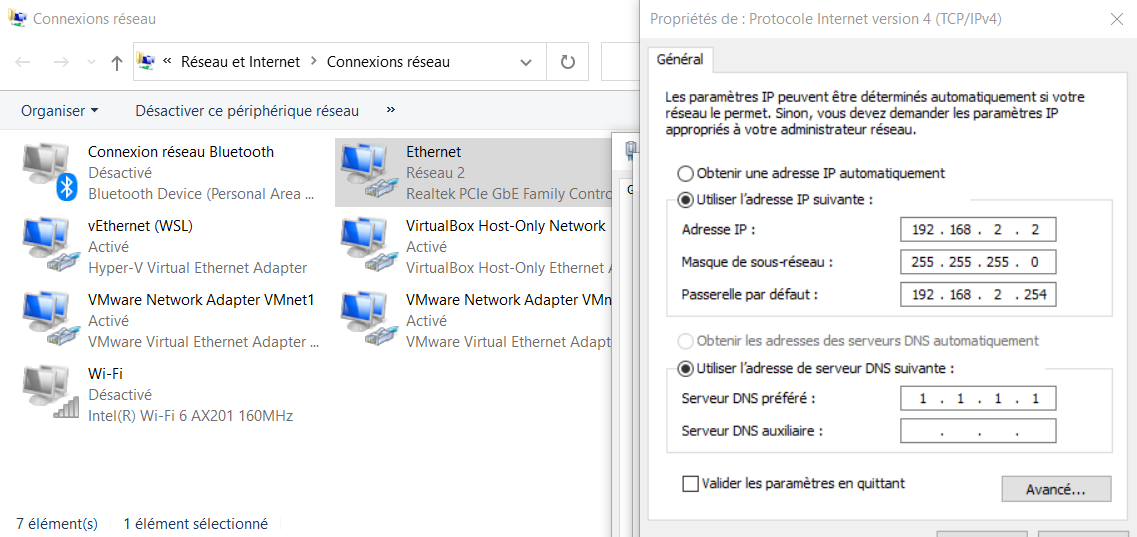 Connexions réseau
« Réseau et Internet > Connexions réseau
Organiser Désactiver ce périphérique réseau »
Connexion réseau Bluetooth
Désactivé
Bluetooth Device (Personal Area ...
Ethernet
Réseau 2
Realtek PCIe GbE Family Contro
vEthernet (WSL)
Activé
Hyper-V Virtual Ethernet Adapter
VirtualBox Host-Only Network
Activé
VirtualBox Host-Only Ethernet A
VMware Network Adapter VMnet1
Activé
VMware Virtual Ethernet Adapter ...
VMware Network Adapter VMn
Activé
VMware Virtual Ethernet Adapt
Wi-Fi
Désactivé
Intel(R) Wi-Fi 6 AX201 160MHz
7 élément(s) 1 élément sélectionné
Propriétés de : Protocole Internet version 4 (TCP/IPv4)
Général
Les paramètres IP peuvent être déterminés automatiquement si votre
réseau le permet. Sinon, vous devez demander les paramètres IP
appropriés à votre administrateur réseau.
Obtenir une adresse IP automatiquement
Utiliser l'adresse IP suivante :
Adresse IP : 192 . 168 . 2 . 2
Masque de sous-réseau : 255 . 255 . 255 . 0
Passerelle par défaut : 192 . 168 . 2 . 254
Obtenir les adresses des serveurs DNS automatiquement
Utiliser l'adresse de serveur DNS suivante :
Serveur DNS préféré : 1 . 1 . 1 . 1
Serveur DNS auxiliaire : . . .
Valider les paramètres en quittant
Avancé...